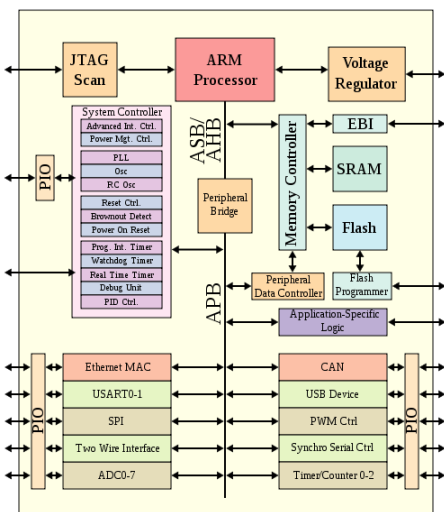 JTAG
Scan
ARM
Processor
Voltage
Regulator
System Controller
Advanced Int. Ctrl.
Power Mgt. Ctrl.
PLL
Osc
RC Osc
Reset Ctrl.
Brownout Detect
Power On Reset
Prog. Int. Timer
Watchdog Timer
Real Time Timer
Debug Unit
PID Ctrl.
PIO
ASB/
AHB
Peripheral
Bridge
APB
Memory Controller
EBI
SRAM
Flash
Peripheral
Data Controller
Flash
Programmer
Application-Specific
Logic
PIO
Ethernet MAC
USART0-1
SPI
Two Wire Interface
ADC0-7
CAN
USB Device
PWM Ctrl
Synchro Serial Ctrl
Timer/Counter 0-2
PIO